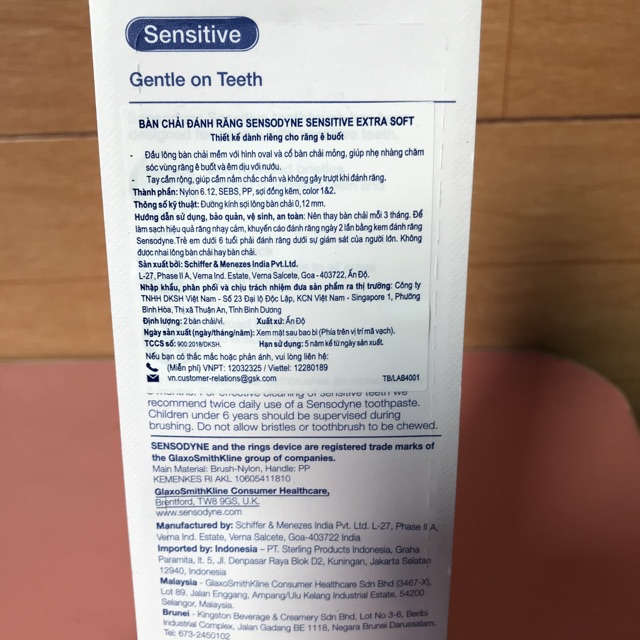 Sensitive
Gentle on Teeth
BÀN CHẢI ĐÁNH RĂNG SENSODYNE SENSITIVE EXTRA SOFT
Thiết kế dành riêng cho răng ê buốt
- Đầu lông bàn chải mềm với hình oval và cổ bàn chải mỏng, giúp nhẹ nhàng chăm
sóc vùng răng ê buốt và êm dịu với nướu.
- Tay cầm rộng, giúp cầm nắm chắc chắn và không gây trượt khi đánh răng.
Thành phần: Nylon 6.12, SEBS, PP, sợi đồng kẽm, color 1&2.
Thông số kỹ thuật: Đường kính sợi lông bàn chải 0,12 mm.
Hướng dẫn sử dụng, bảo quản, vệ sinh, an toàn: Nên thay bàn chải mỗi 3 tháng. Để
làm sạch hiệu quả răng nhạy cảm, khuyến cáo đánh răng ngày 2 lần bằng kem đánh răng
Sensodyne. Trẻ em dưới 6 tuổi phải đánh răng dưới sự giám sát của người lớn. Không
được nhai lông bàn chải hay bàn chải.
Sản xuất bởi: Schiffer & Menezes India Pvt.Ltd.
L-27, Phase II A, Verna Ind. Estate, Verna Salcete, Goa - 403722, Ấn Độ.
Nhập khẩu, phân phối và chịu trách nhiệm đưa sản phẩm ra thị trường: Công ty
TNHH DKSH Việt Nam - Số 23 Đại lộ Độc Lập, KCN Việt Nam - Singapore 1, Phường
Bình Hòa, Thị xã Thuận An, Tỉnh Bình Dương
Định lượng: 2 bàn chải/vỉ. Xuất xứ: Ấn Độ
Ngày sản xuất (ngày/tháng/năm): Xem mặt sau bao bì (Phía trên vị trí mã vạch).
TCCS số: 900:2018/DKSH. Hạn sử dụng: 5 năm kể từ ngày sản xuất.
Nếu bạn có thắc mắc hoặc phản ánh, vui lòng liên hệ:
(Miễn phí) VNPT: 12032325 / Viettel: 12280189
vn.customer-relations@gsk.com TB/LAB4001
recommend twice daily use of a Sensodyne toothpaste.
Children under 6 years should be supervised during
brushing. Do not allow bristles or toothbrush to be chewed.
SENSODYNE and the rings device are registered trade marks of
the GlaxoSmithKline group of companies.
Main Material: Brush-Nylon, Handle: PP
KEMENKES RI AKL 10605411810
GlaxoSmithKline Consumer Healthcare,
Brentford, TW8 9GS, U.K.
www.sensodyne.com
Manufactured by: Schiffer & Menezes India Pvt. Ltd. L-27, Phase II A,
Verna Ind. Estate, Verna Salcete, Goa-403722 India
Imported by: Indonesia – PT. Sterling Products Indonesia, Graha
Paramita, lt. 5, Jl. Denpasar Raya Blok D2, Kuningan, Jakarta Selatan
12940, Indonesia
Malaysia - GlaxoSmithKline Consumer Healthcare Sdn Bhd (3467-X),
Lot 89, Jalan Enggang, Ampang/Ulu Kelang Industrial Estate, 54200
Selangor, Malaysia.
Brunei - Kingston Beverage & Creamery Sdn Bhd, Lot No 3-6, Beribi
Industrial Complex, Jalan Gadang BE 1118, Negara Brunei Darussalam.
Tel: 673-2450102